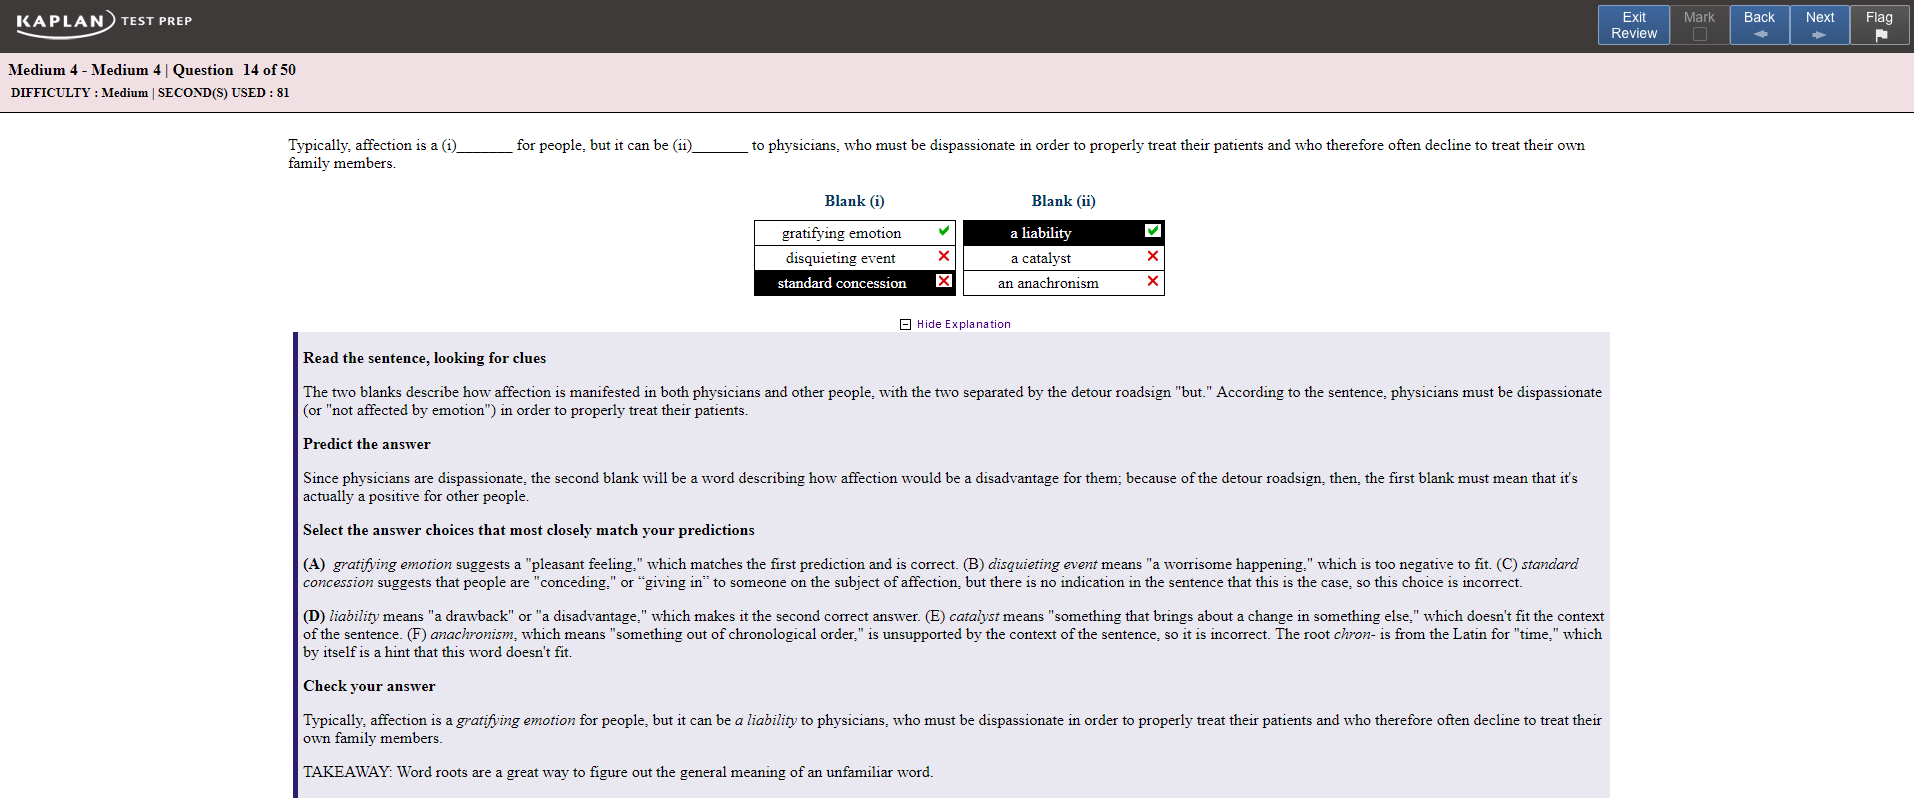 KAPLAN TEST PREP
Exit Review
Mark
Back
Next
Flag
Medium 4 - Medium 4 | Question 14 of 50
DIFFICULTY : Medium | SECOND(S) USED : 81
Typically, affection is a (i)_______ for people, but it can be (ii)_______ to physicians, who must be dispassionate in order to properly treat their patients and who therefore often decline to treat their own
family members.
Blank (i) Blank (ii)
gratifying emotion a liability
disquieting event a catalyst
standard concession an anachronism
Hide Explanation
Read the sentence, looking for clues
The two blanks describe how affection is manifested in both physicians and other people, with the two separated by the detour roadsign "but." According to the sentence, physicians must be dispassionate
(or "not affected by emotion") in order to properly treat their patients.
Predict the answer
Since physicians are dispassionate, the second blank will be a word describing how affection would be a disadvantage for them; because of the detour roadsign, then, the first blank must mean that it's
actually a positive for other people.
Select the answer choices that most closely match your predictions
(A) gratifying emotion suggests a "pleasant feeling," which matches the first prediction and is correct. (B) disquieting event means "a worrisome happening," which is too negative to fit. (C) standard
concession suggests that people are "conceding," or “giving in” to someone on the subject of affection, but there is no indication in the sentence that this is the case, so this choice is incorrect.
(D) liability means "a drawback" or "a disadvantage," which makes it the second correct answer. (E) catalyst means "something that brings about a change in something else," which doesn't fit the context
of the sentence. (F) anachronism, which means "something out of chronological order," is unsupported by the context of the sentence, so it is incorrect. The root chron- is from the Latin for "time," which
by itself is a hint that this word doesn't fit.
Check your answer
Typically, affection is a gratifying emotion for people, but it can be a liability to physicians, who must be dispassionate in order to properly treat their patients and who therefore often decline to treat their
own family members.
TAKEAWAY: Word roots are a great way to figure out the general meaning of an unfamiliar word.